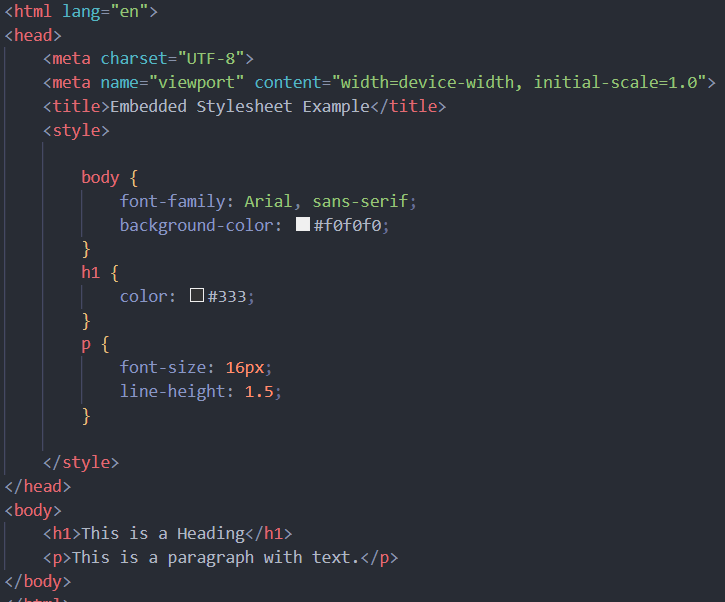 <html lang="en">
<head>
    <meta charset="UTF-8">
    <meta name="viewport" content="width=device-width, initial-scale=1.0">
    <title>Embedded Stylesheet Example</title>
    <style>

        body {
            font-family: Arial, sans-serif;
            background-color: #f0f0f0;
        }
        h1 {
            color: #333;
        }
        p {
            font-size: 16px;
            line-height: 1.5;
        }

    </style>
</head>
<body>
    <h1>This is a Heading</h1>
    <p>This is a paragraph with text.</p>
</body>
</html>